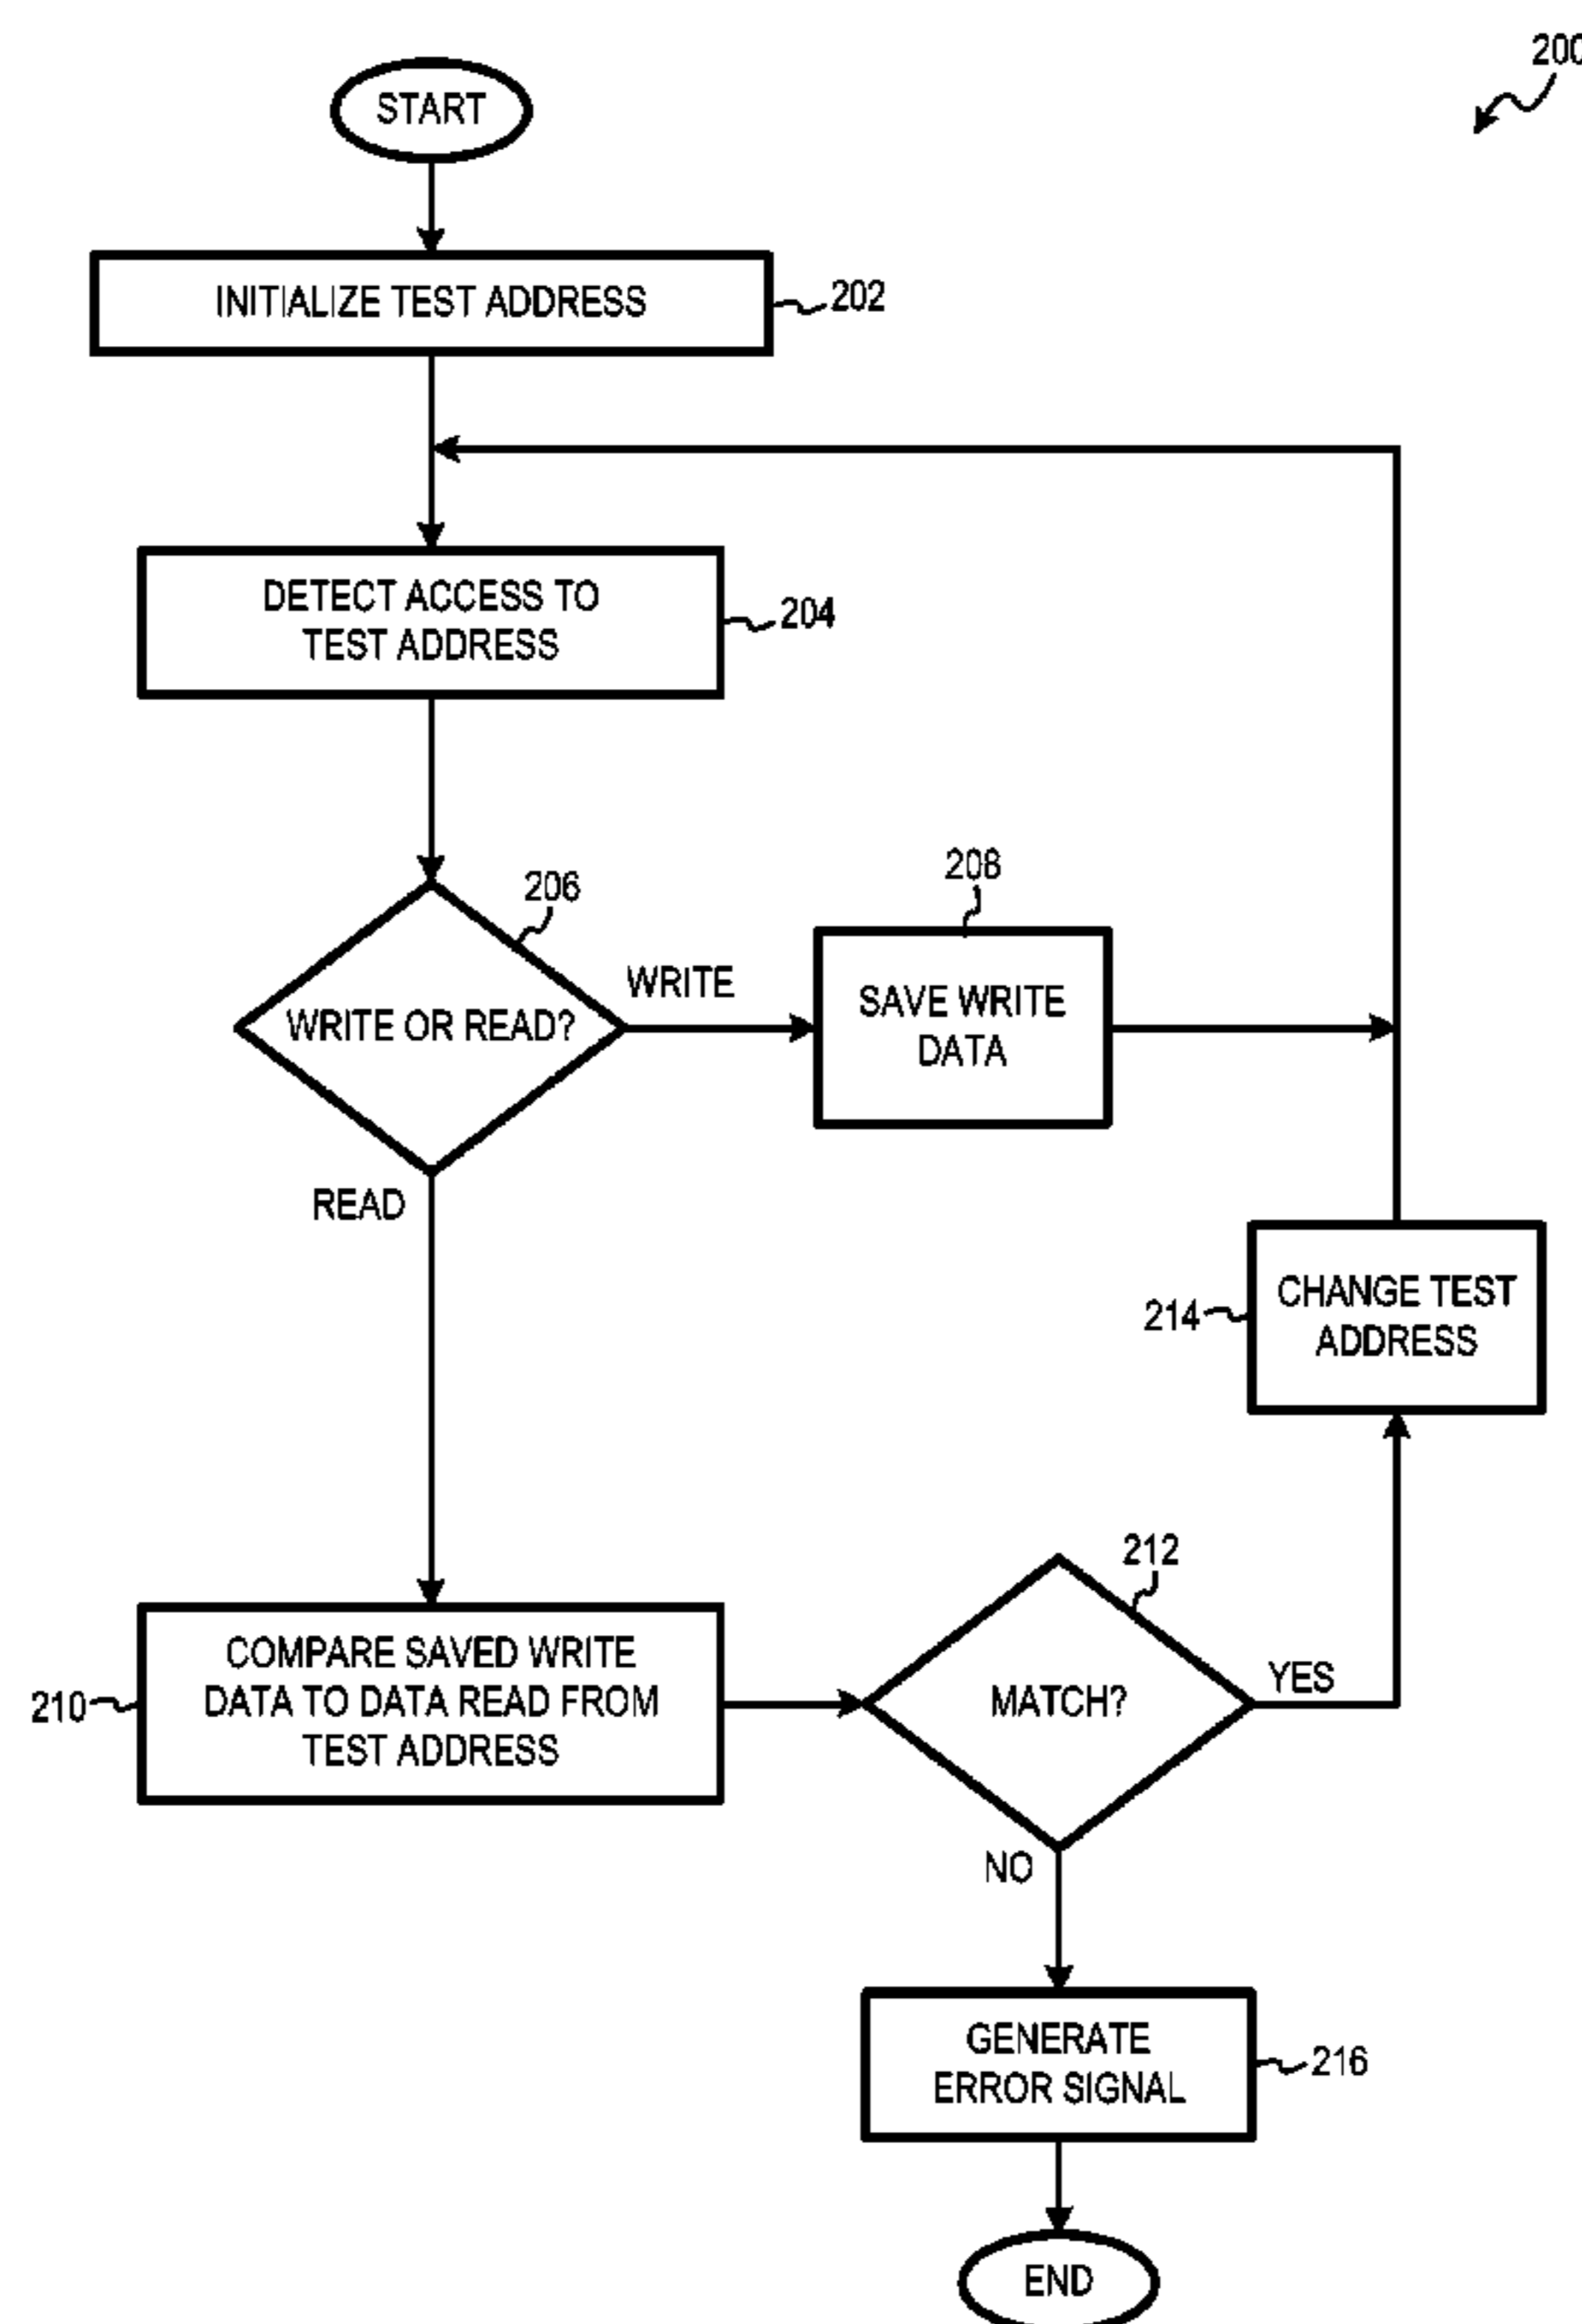 200
START
INITIALIZE TEST ADDRESS
202
DETECT ACCESS TO
TEST ADDRESS
204
206
WRITE OR READ?
WRITE
READ
208
SAVE WRITE
DATA
214
CHANGE TEST
ADDRESS
210
COMPARE SAVED WRITE
DATA TO DATA READ FROM
TEST ADDRESS
212
MATCH?
YES
NO
GENERATE
ERROR SIGNAL
216
END